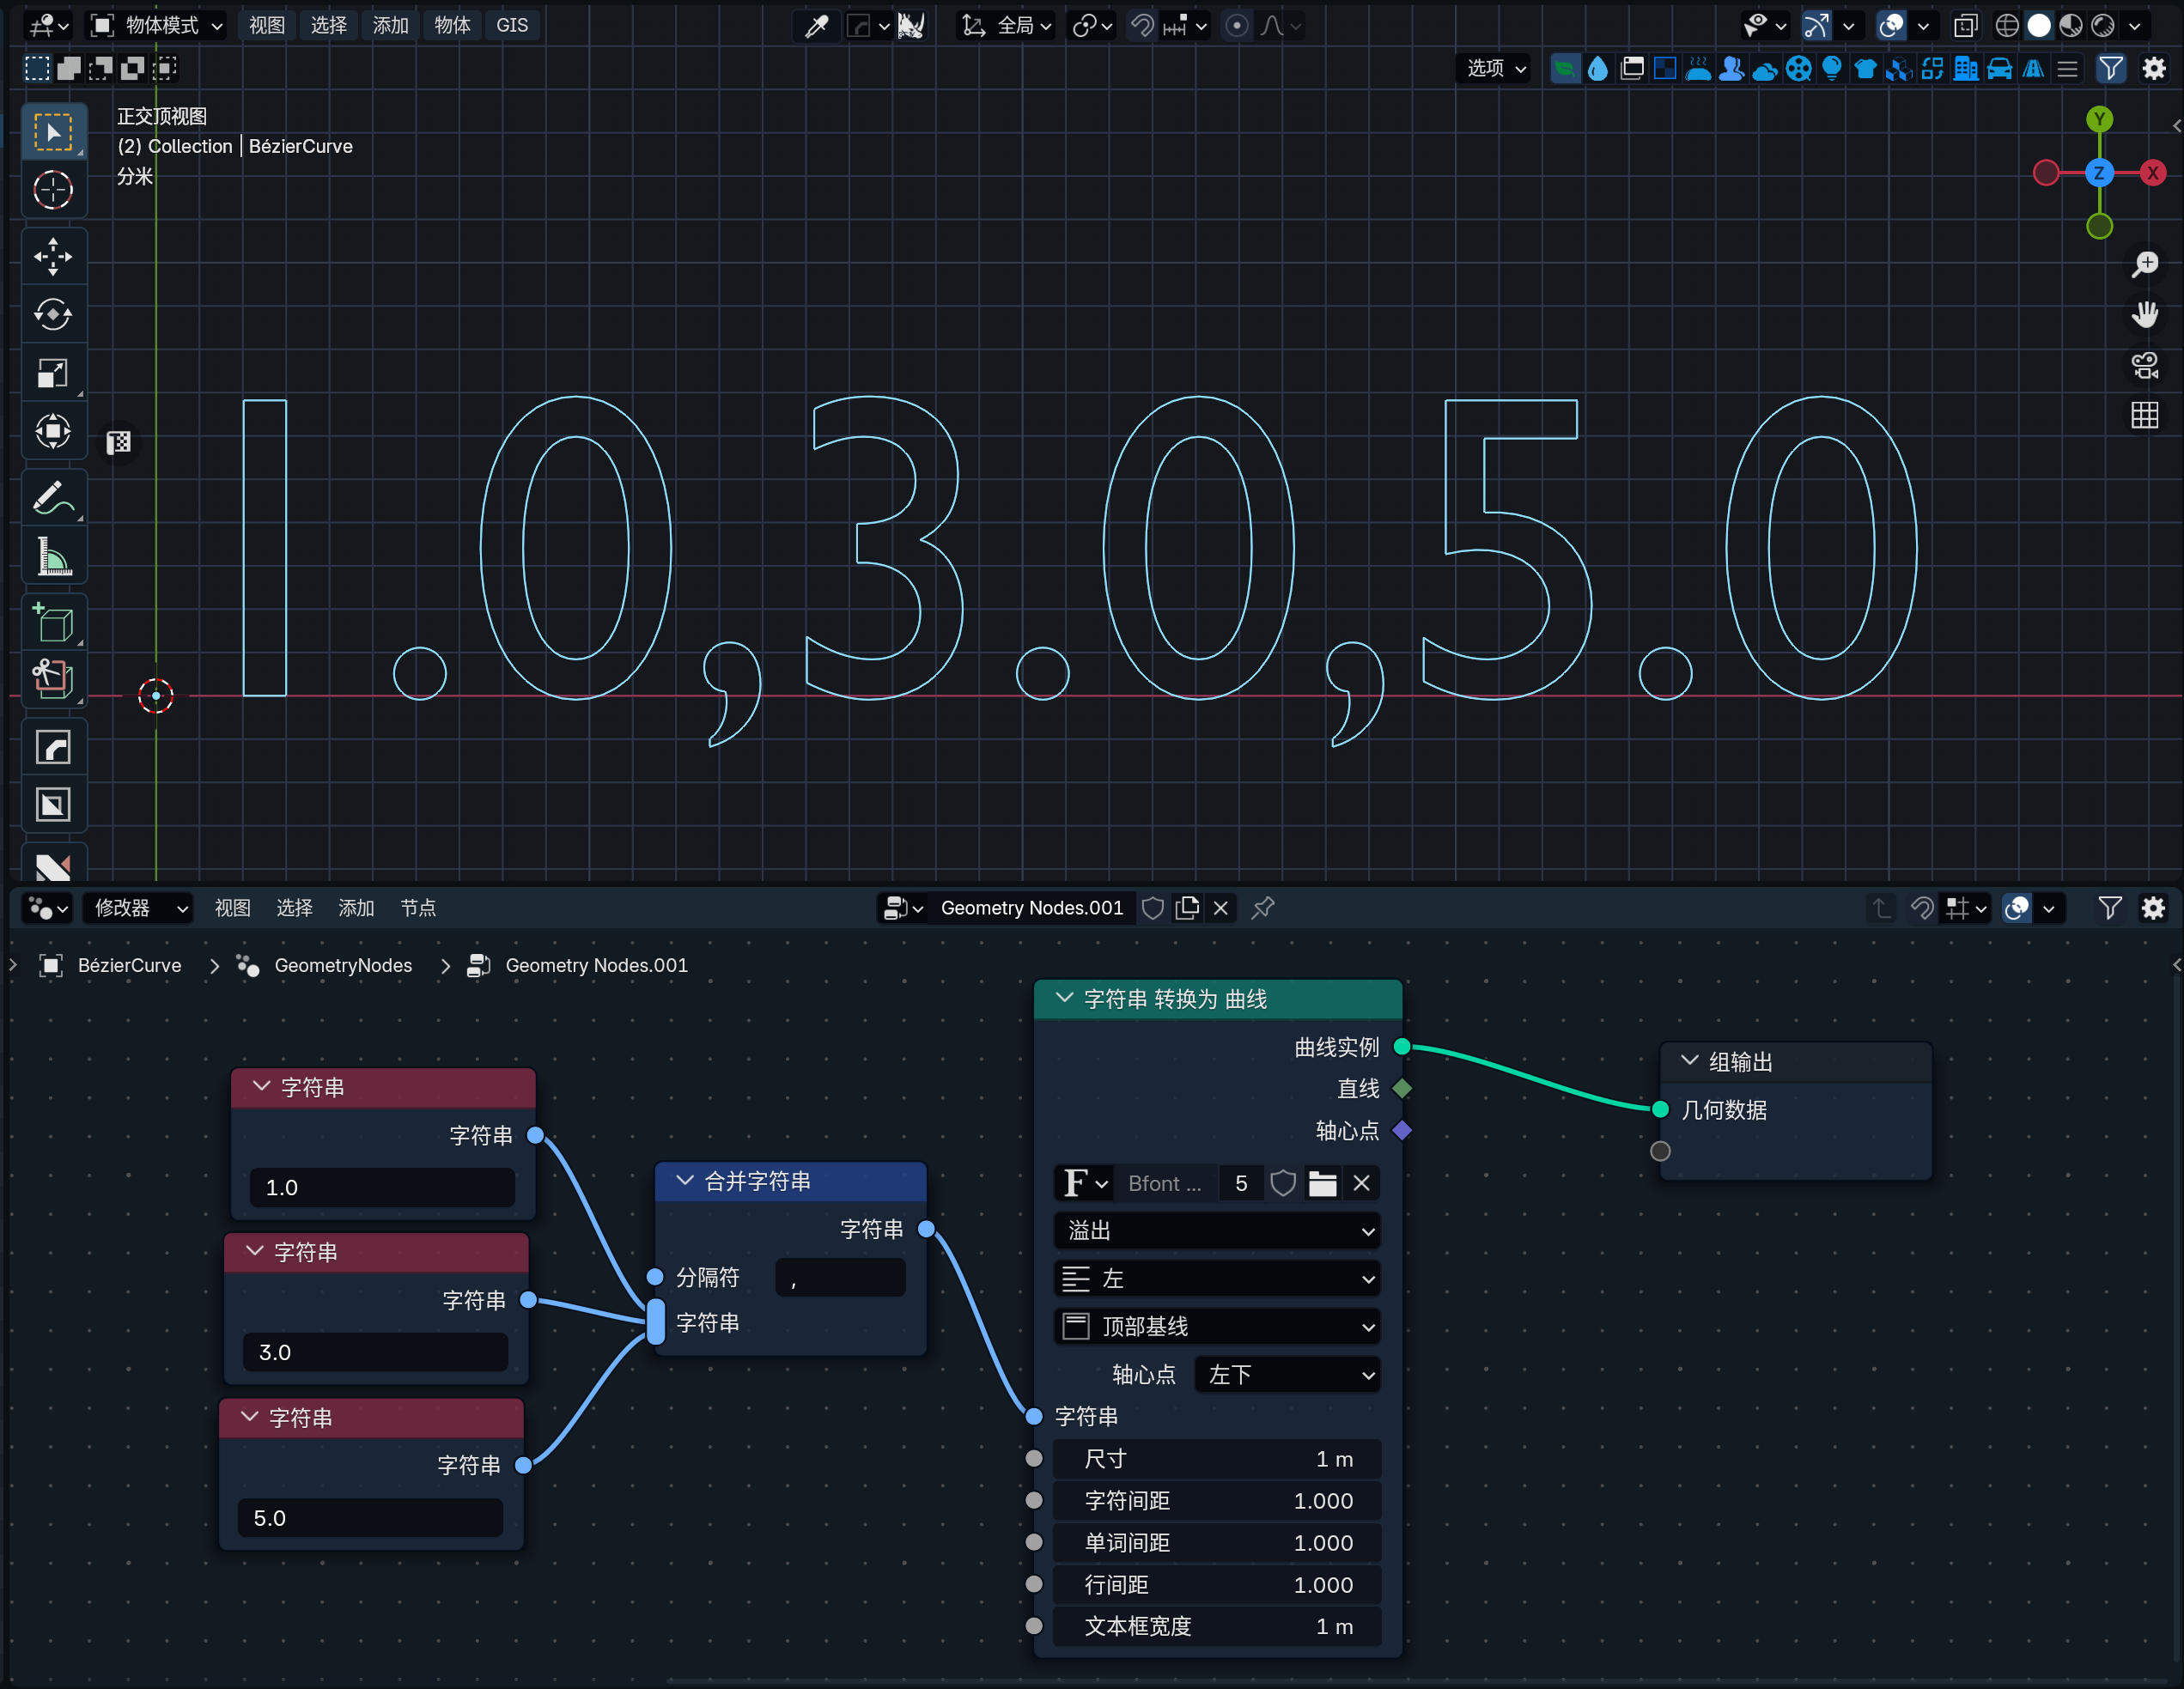 物体模式 视图 选择 添加 物体 GIS 全局
选项
正交顶视图
(2) Collection | BézierCurve
分米
Y
Z X
1.0,3.0,5.0
修改器 视图 选择 添加 节点 Geometry Nodes.001
BézierCurve > GeometryNodes > Geometry Nodes.001
字符串
字符串
1.0
字符串
字符串
3.0
字符串
字符串
5.0
合并字符串
字符串
分隔符 ,
字符串
字符串 转换为 曲线
曲线实例
直线
轴心点
F Bfont ... 5
溢出
左
顶部基线
轴心点 左下
字符串
尺寸 1 m
字符间距 1.000
单词间距 1.000
行间距 1.000
文本框宽度 1 m
组输出
几何数据